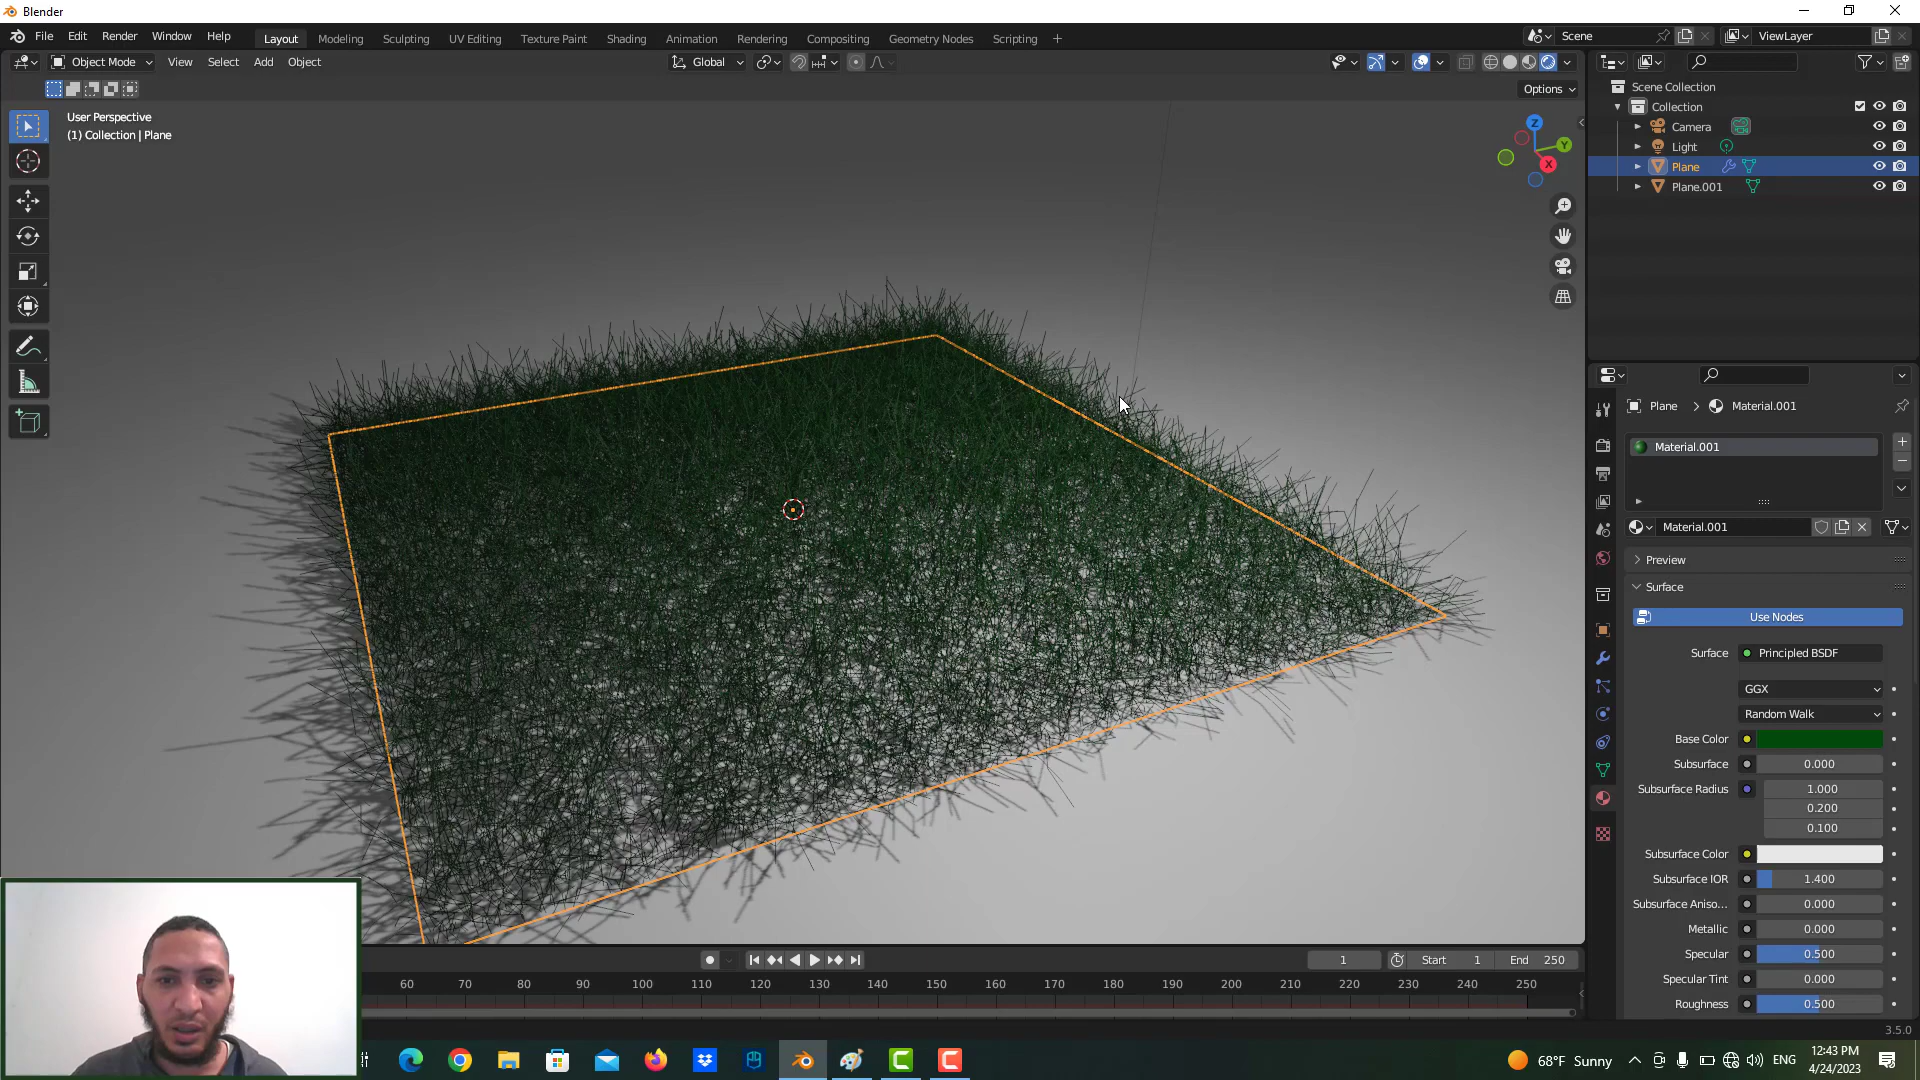 Blender
File Edit Render Window Help Layout Modeling Sculpting UV Editing Texture Paint Shading Animation Rendering Compositing Geometry Nodes Scripting + Scene ViewLayer
Object Mode View Select Add Object Global
Options
User Perspective
(1) Collection | Plane
Z
Y
X
Scene Collection
Collection
Camera
Light
Plane
Plane.001
Plane > Material.001
Material.001
Material.001
Preview
Surface
Use Nodes
Surface Principled BSDF
GGX
Random Walk
Base Color
Subsurface 0.000
Subsurface Radius 1.000
0.200
0.100
Subsurface Color
Subsurface IOR 1.400
Subsurface Aniso... 0.000
Metallic 0.000
Specular 0.500
Specular Tint 0.000
Roughness 0.500
1 Start 1 End 250
60 70 80 90 100 110 120 130 140 150 160 170 180 190 200 210 220 230 240 250
3.5.0
68°F Sunny ENG 12:43 PM
4/24/2023